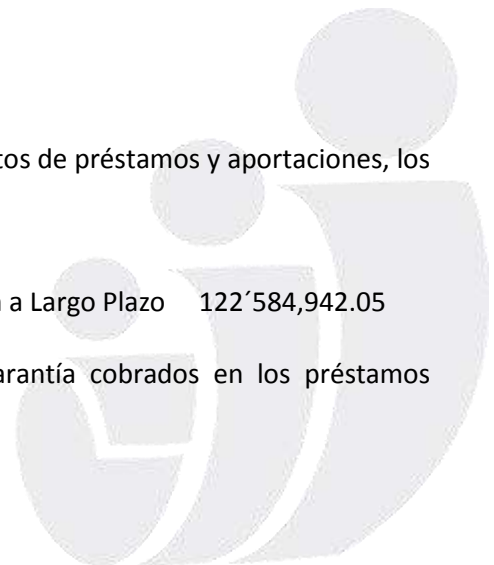 tos de préstamos y aportaciones, los
a Largo Plazo 122´584,942.05
arantía cobrados en los préstamos